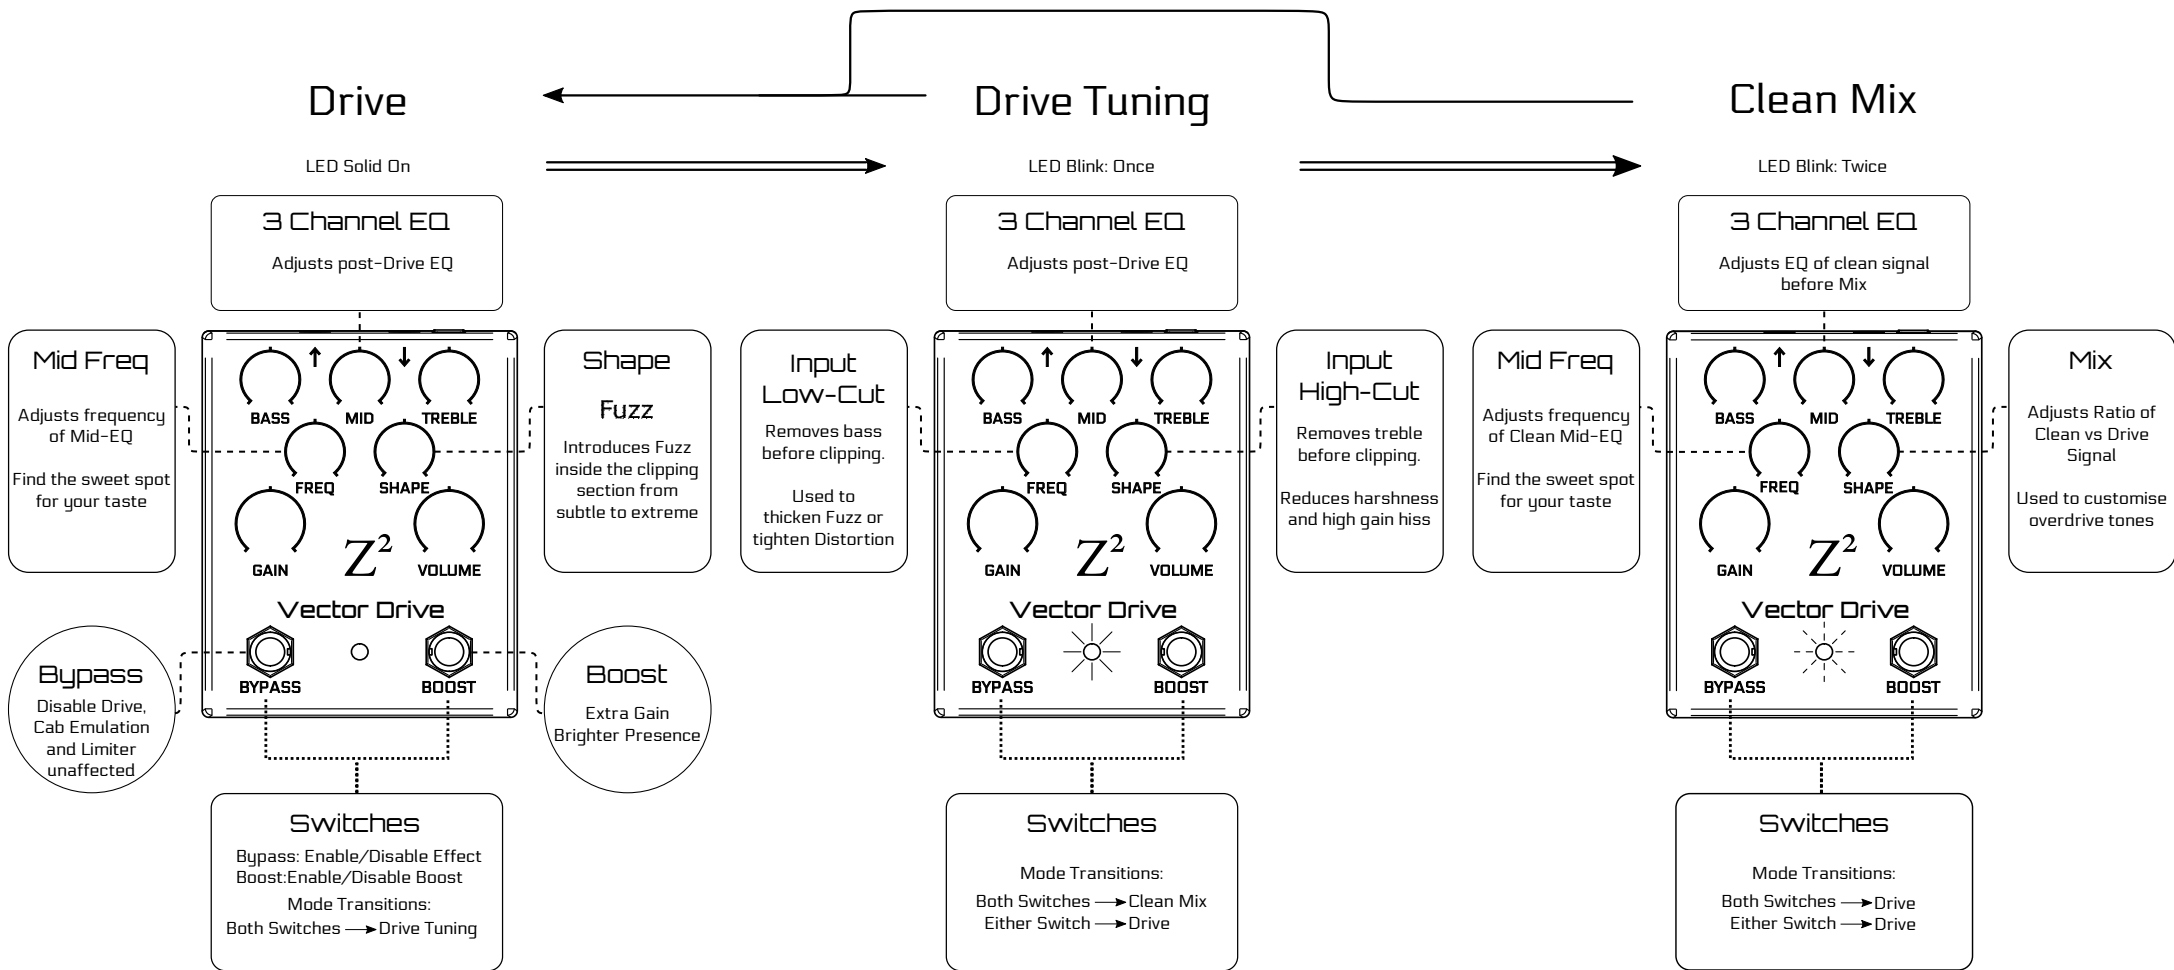 Drive
LED Solid On
3 Channel EQ
Adjusts post-Drive EQ
Mid Freq
Adjusts frequency
of Mid-EQ
Find the sweet spot
for your taste
BASS
MID
TREBLE
FREQ
SHAPE
GAIN
Z²
VOLUME
Vector Drive
BYPASS
BOOST
Shape
Fuzz
Introduces Fuzz
inside the clipping
section from
subtle to extreme
Bypass
Disable Drive,
Cab Emulation
and Limiter
unaffected
Boost
Extra Gain
Brighter Presence
Switches
Bypass: Enable/Disable Effect
Boost:Enable/Disable Boost
Mode Transitions:
Both Switches → Drive Tuning
Drive Tuning
LED Blink: Once
3 Channel EQ
Adjusts post-Drive EQ
Input
Low-Cut
Removes bass
before clipping.
Used to
thicken Fuzz or
tighten Distortion
BASS
MID
TREBLE
FREQ
SHAPE
GAIN
Z²
VOLUME
Vector Drive
BYPASS
BOOST
Input
High-Cut
Removes treble
before clipping.
Reduces harshness
and high gain hiss
Switches
Mode Transitions:
Both Switches → Clean Mix
Either Switch → Drive
Clean Mix
LED Blink: Twice
3 Channel EQ
Adjusts EQ of clean signal
before Mix
Mid Freq
Adjusts frequency
of Clean Mid-EQ
Find the sweet spot
for your taste
BASS
MID
TREBLE
FREQ
SHAPE
GAIN
Z²
VOLUME
Vector Drive
BYPASS
BOOST
Mix
Adjusts Ratio of
Clean vs Drive
Signal
Used to customise
overdrive tones
Switches
Mode Transitions:
Both Switches → Drive
Either Switch → Drive